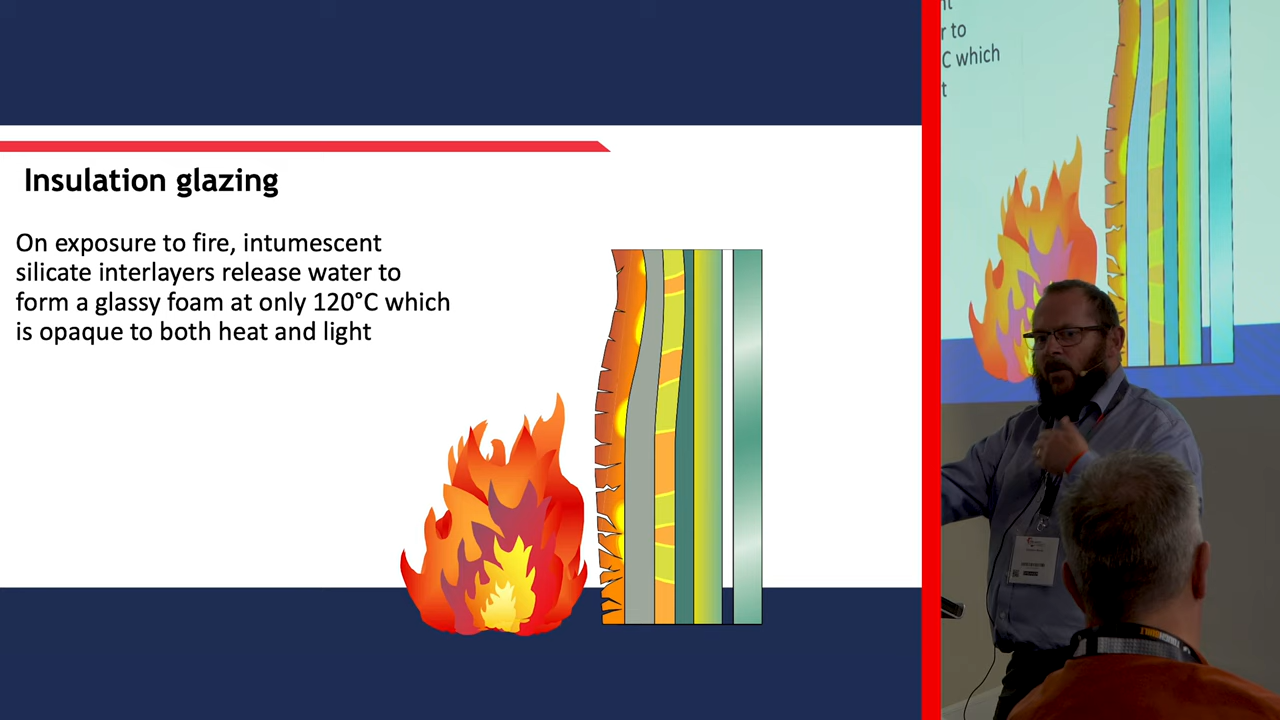 Insulation glazing
On exposure to fire, intumescent
silicate interlayers release water to
form a glassy foam at only 120°C which
is opaque to both heat and light
r to
C which
t